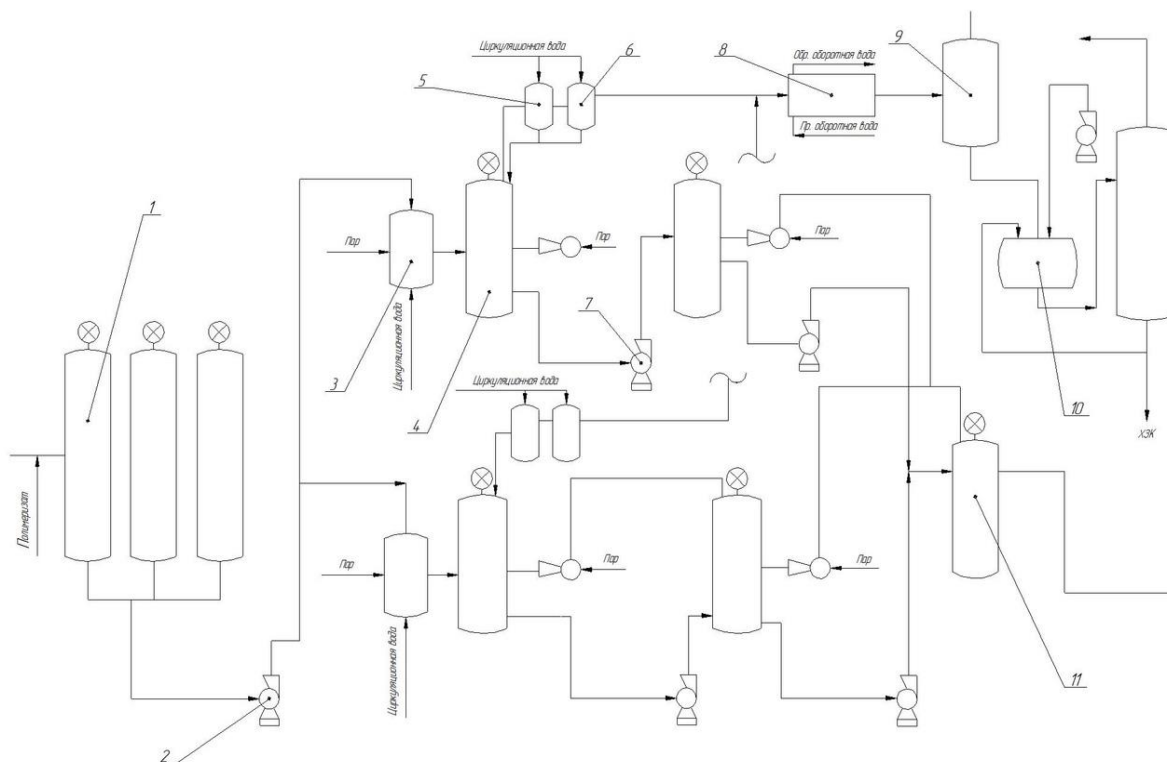 Циркуляционная вода
5
6
8
Обр. оборотная вода
Пр. оборотная вода
9
1
Пар
3
Циркуляционная вода
4
Пар
7
Пар
10
ХЗК
Полимеризат
Циркуляционная вода
Пар
Циркуляционная вода
Пар
Пар
2
11